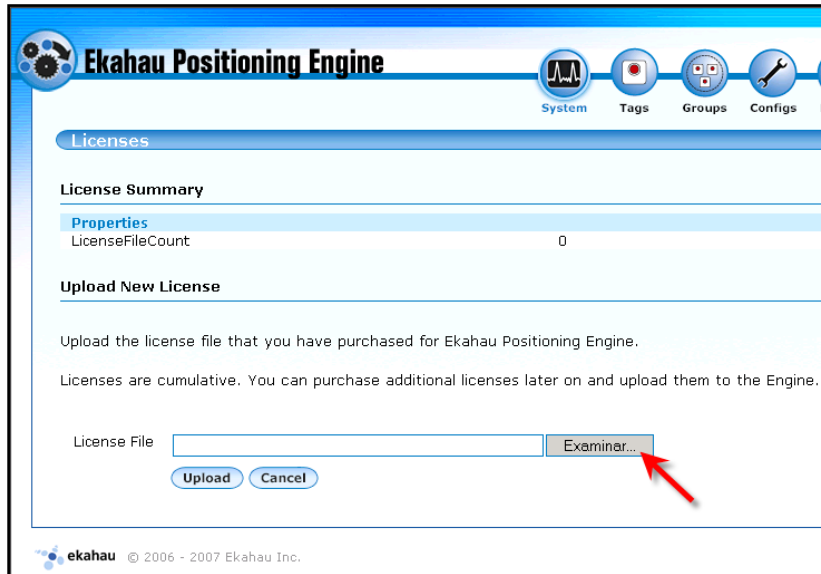 Ekahau Positioning Engine
System Tags Groups Configs
Licenses
License Summary
Properties
LicenseFileCount 0
Upload New License
Upload the license file that you have purchased for Ekahau Positioning Engine.
Licenses are cumulative. You can purchase additional licenses later on and upload them to the Engine.
License File Examinar...
Upload Cancel
ekahau © 2006 - 2007 Ekahau Inc.